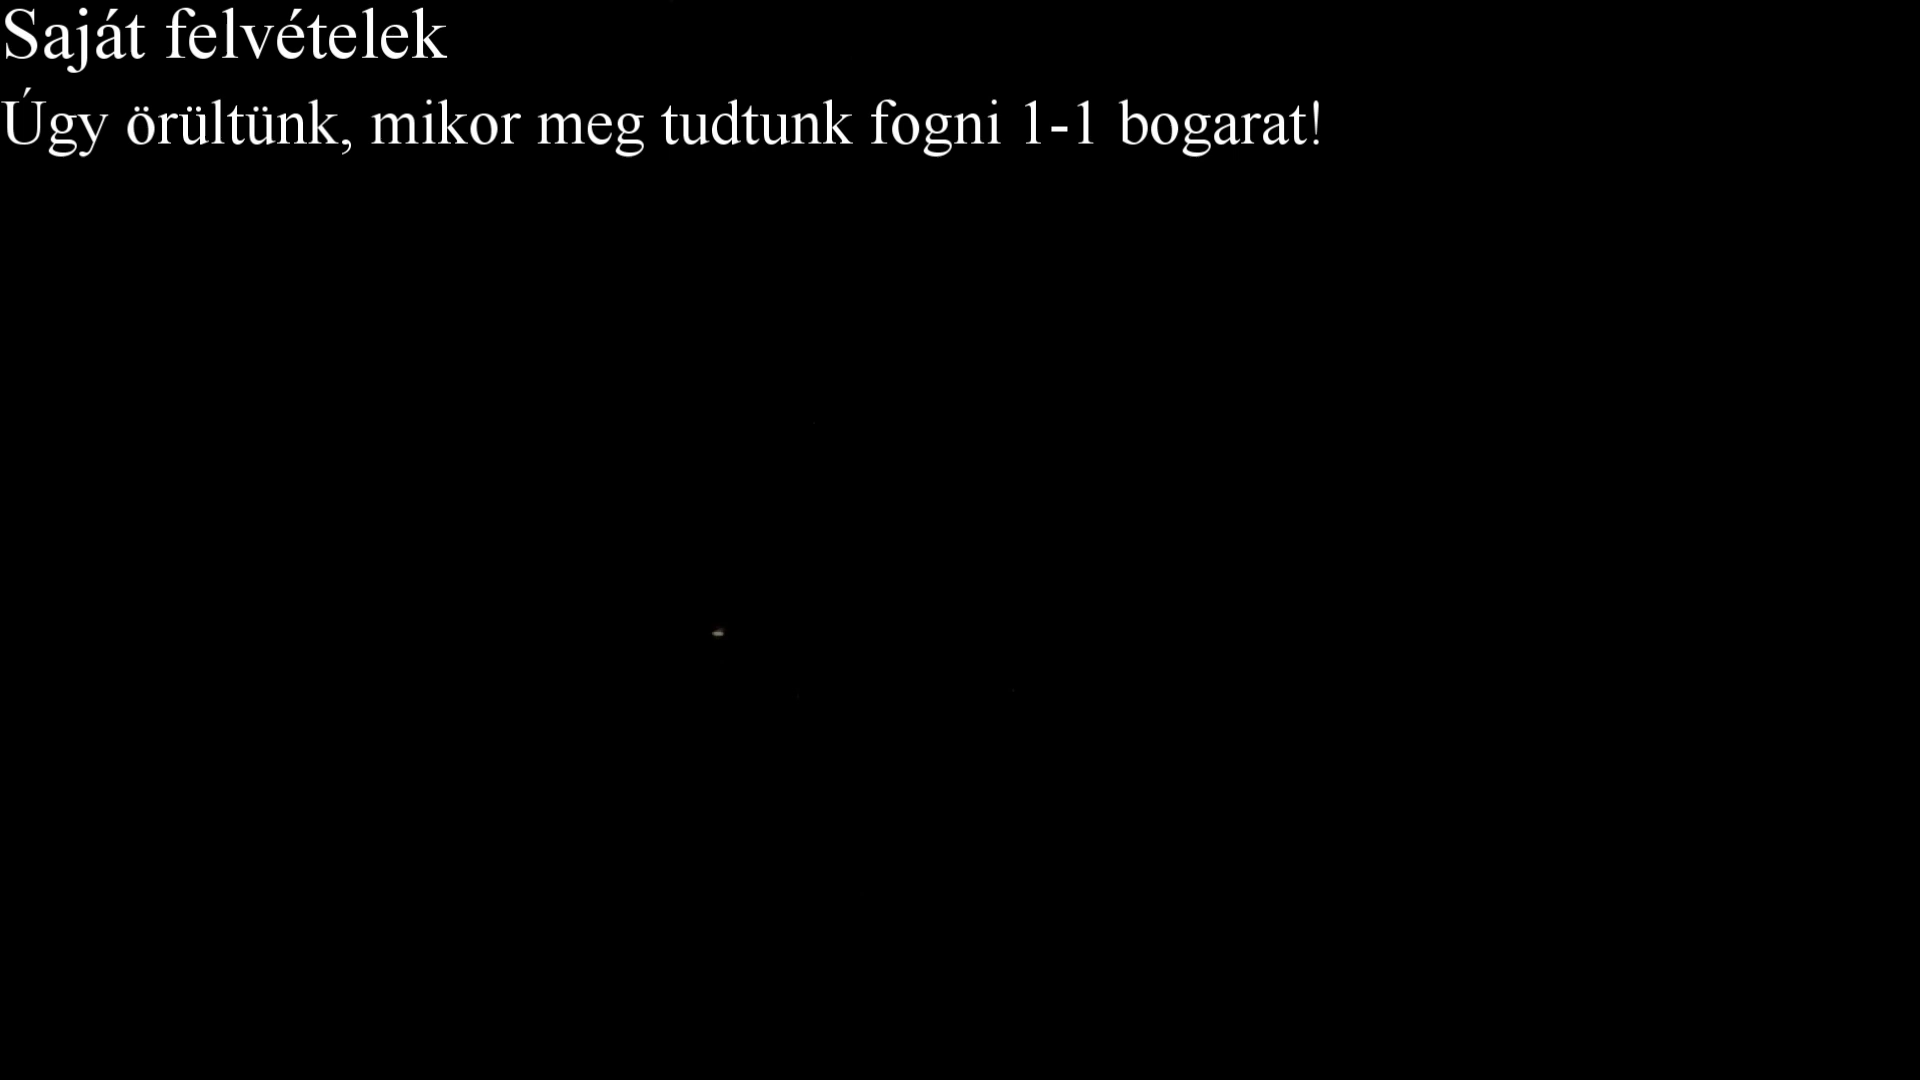 Saját felvételek
Úgy örültünk, mikor meg tudtunk fogni 1-1 bogarat!